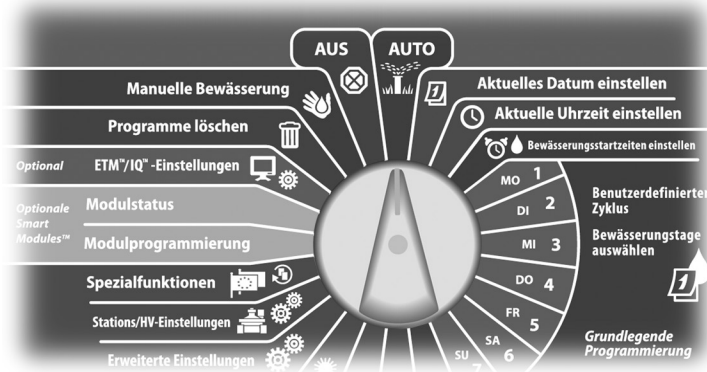 AUS
AUTO
Manuelle Bewässerung
Programme löschen
Optional
ETM™/IQ™ -Einstellungen
Optionale
Smart
Modules™
Modulstatus
Modulprogrammierung
Spezialfunktionen
Stations/HV-Einstellungen
Erweiterte Einstellungen
1
Aktuelles Datum einstellen
Aktuelle Uhrzeit einstellen
Bewässerungsstartzeiten einstellen
MO 1
DI 2
MI 3
DO 4
FR 5
SA 6
SU 7
Benutzerdefinierter
Zyklus
Bewässerungstage
auswählen
1
Grundlegende
Programmierung